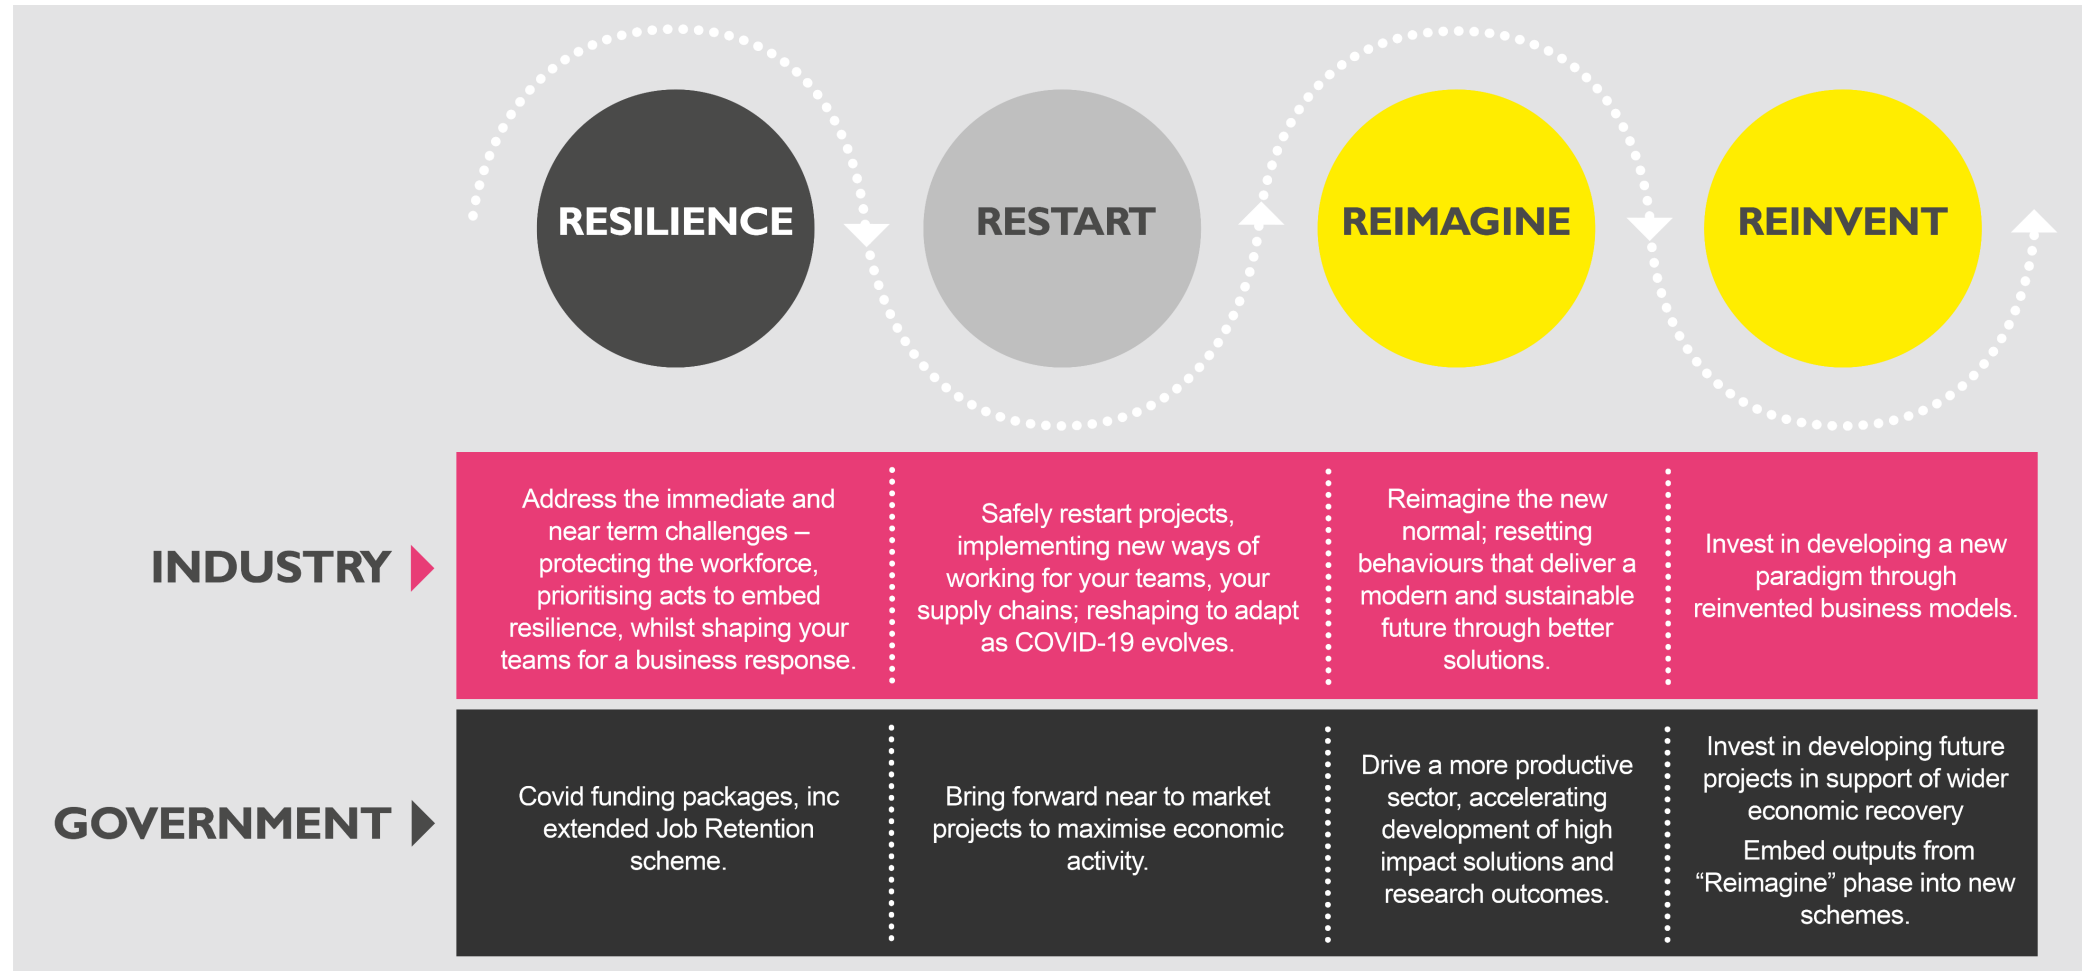 RESILIENCE
RESTART
REIMAGINE
REINVENT
INDUSTRY
Address the immediate and
near term challenges –
protecting the workforce,
prioritising acts to embed
resilience, whilst shaping your
teams for a business response.
Safely restart projects,
implementing new ways of
working for your teams, your
supply chains; reshaping to adapt
as COVID-19 evolves.
Reimagine the new
normal; resetting
behaviours that deliver a
modern and sustainable
future through better
solutions.
Invest in developing a new
paradigm through
reinvented business models.
GOVERNMENT
Covid funding packages, inc
extended Job Retention
scheme.
Bring forward near to market
projects to maximise economic
activity.
Drive a more productive
sector, accelerating
development of high
impact solutions and
research outcomes.
Invest in developing future
projects in support of wider
economic recovery
Embed outputs from
“Reimagine” phase into new
schemes.